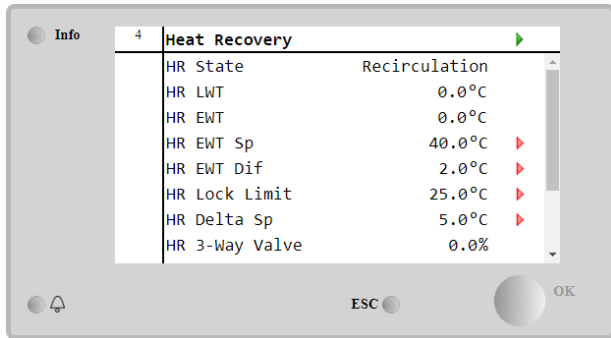 Info
4 Heat Recovery
HR State Recirculation
HR LWT 0.0°C
HR EWT 0.0°C
HR EWT Sp 40.0°C
HR EWT Dif 2.0°C
HR Lock Limit 25.0°C
HR Delta Sp 5.0°C
HR 3-Way Valve 0.0%
ESC
OK